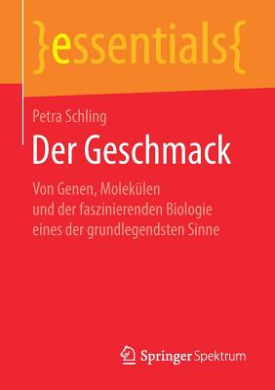 }essentials{
Petra Schling
Der Geschmack
Von Genen, Molekülen
und der faszinierenden Biologie
eines der grundlegendsten Sinne
Springer Spektrum